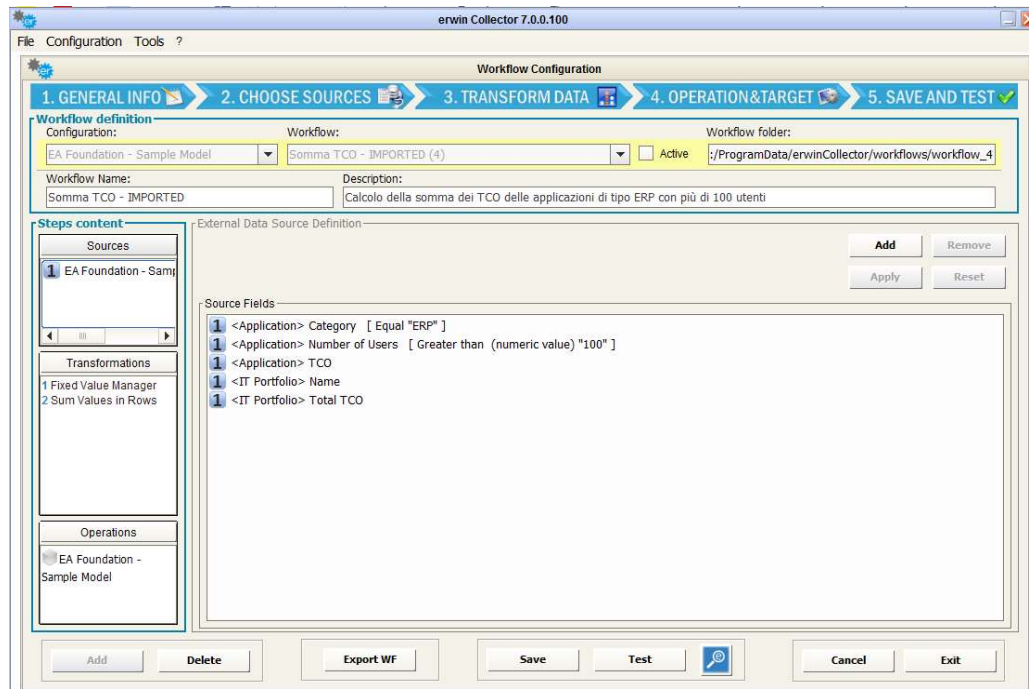 erwin Collector 7.0.0.100
File Configuration Tools ?
Workflow Configuration
1. GENERAL INFO 2. CHOOSE SOURCES 3. TRANSFORM DATA 4. OPERATION&TARGET 5. SAVE AND TEST
Workflow definition
Configuration: Workflow: Workflow folder:
EA Foundation - Sample Model Somma TCO - IMPORTED (4) Active :/ProgramData/erwinCollector/workflows/workflow_4
Workflow Name: Description:
Somma TCO - IMPORTED Calcolo della somma dei TCO delle applicazioni di tipo ERP con più di 100 utenti
Steps content External Data Source Definition
Sources Add Remove
1 EA Foundation - Samp
Apply Reset
Source Fields
1 <Application> Category [ Equal "ERP" ]
1 <Application> Number of Users [ Greater than (numeric value) "100" ]
1 <Application> TCO
1 <IT Portfolio> Name
1 <IT Portfolio> Total TCO
Transformations
1 Fixed Value Manager
2 Sum Values in Rows
Operations
EA Foundation -
Sample Model
Add Delete Export WF Save Test Cancel Exit